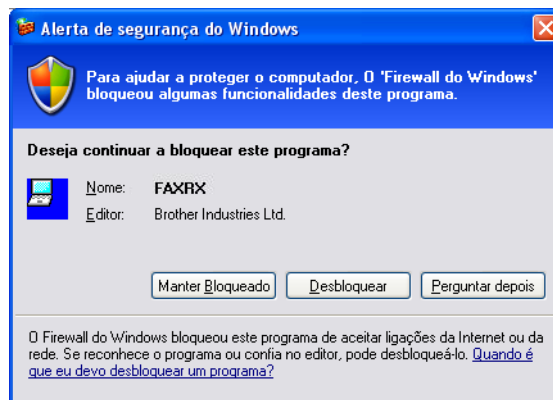 Alerta de segurança do Windows
Para ajudar a proteger o computador, O 'Firewall do Windows'
bloqueou algumas funcionalidades deste programa.
Deseja continuar a bloquear este programa?
Nome: FAXRX
Editor: Brother Industries Ltd.
Manter Bloqueado Desbloquear Perguntar depois
O Firewall do Windows bloqueou este programa de aceitar ligações da Internet ou da
rede. Se reconhece o programa ou confia no editor, pode desbloqueá-lo. Quando é
que eu devo desbloquear um programa?